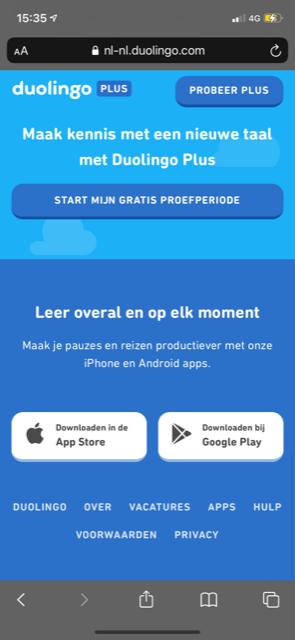 15:35 4G
AA nl-nl.duolingo.com
duolingo PLUS PROBEER PLUS
Maak kennis met een nieuwe taal
met Duolingo Plus
START MIJN GRATIS PROEFPERIODE
Leer overal en op elk moment
Maak je pauzes en reizen productiever met onze
iPhone en Android apps.
Downloaden in de
App Store
Downloaden bij
Google Play
DUOLINGO OVER VACATURES APPS HULP
VOORWAARDEN PRIVACY